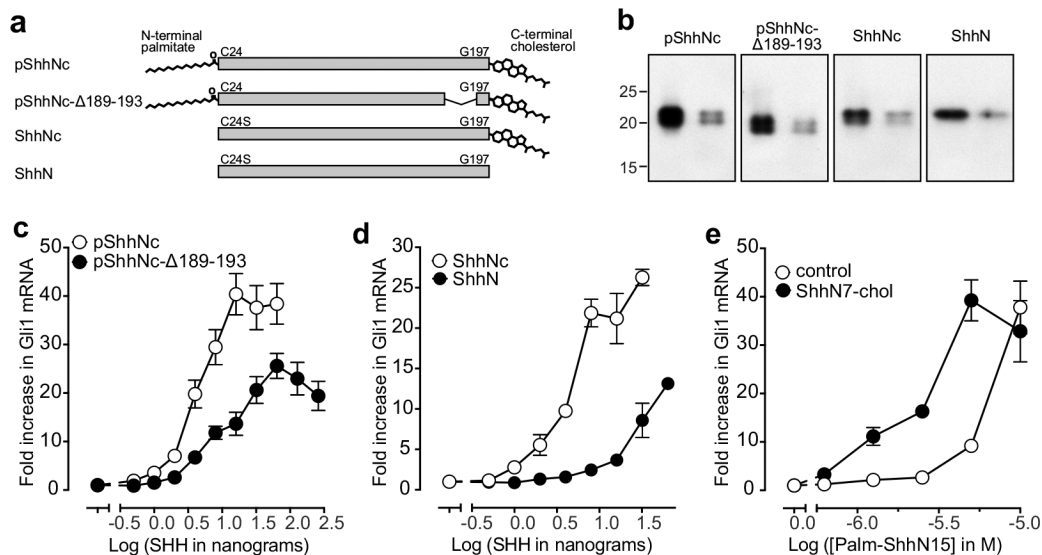 a
N-terminal palmitate
C-terminal cholesterol
pShhNc
C24
G197
pShhNc-Δ189-193
C24
G197
ShhNc
C24S
G197
ShhN
C24S
G197
b
pShhNc
pShhNc-Δ189-193
ShhNc
ShhN
25
20
15
c
pShhNc
pShhNc-Δ189-193
Fold increase in Gli1 mRNA
50
40
30
20
10
0
-0.5 0.0 0.5 1.0 1.5 2.0 2.5
Log (SHH in nanograms)
d
ShhNc
ShhN
Fold increase in Gli1 mRNA
30
25
20
15
10
5
0
-0.5 0.0 0.5 1.0 1.5
Log (SHH in nanograms)
e
control
ShhN7-chol
Fold increase in Gli1 mRNA
50
40
30
20
10
0
0.0 -6.0 -5.5 -5.0
Log ([Palm-ShhN15] in M)